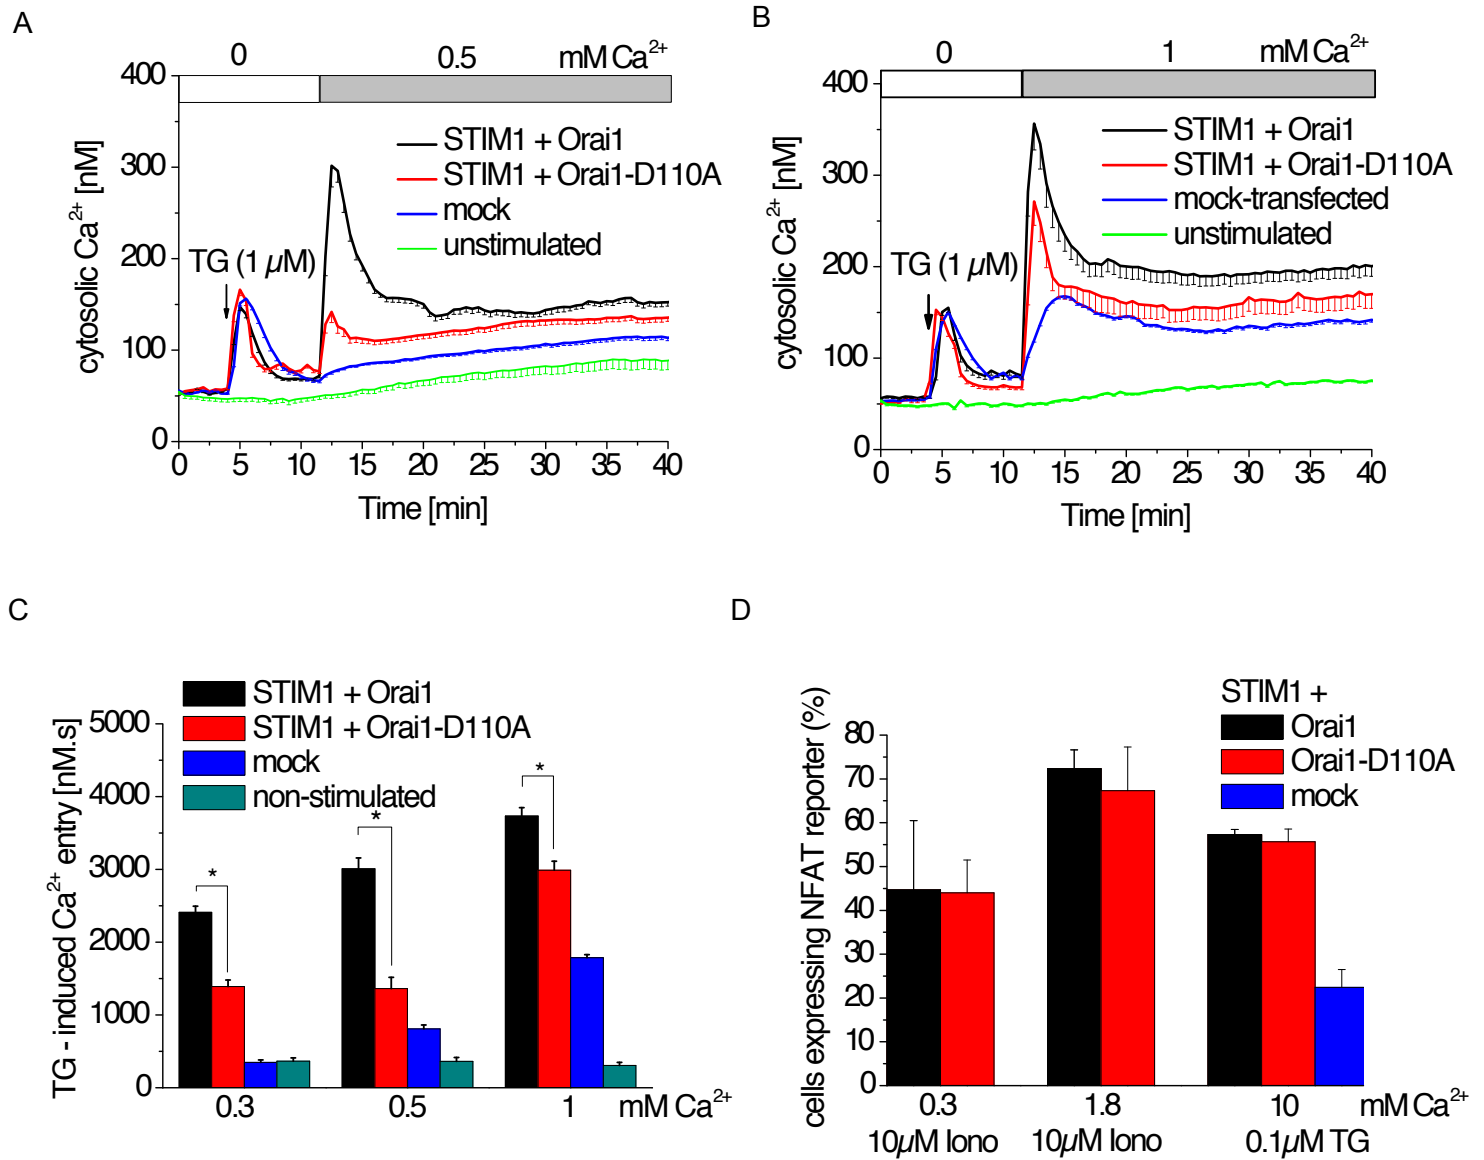 A
0 0.5 mM Ca²⁺
400
300
200
100
0
cytosolic Ca²⁺ [nM]
STIM1 + Orai1
STIM1 + Orai1-D110A
mock
unstimulated
TG (1 µM)
0 5 10 15 20 25 30 35 40
Time [min]
B
0 1 mM Ca²⁺
400
300
200
100
0
cytosolic Ca²⁺ [nM]
STIM1 + Orai1
STIM1 + Orai1-D110A
mock-transfected
unstimulated
TG (1 µM)
0 5 10 15 20 25 30 35 40
Time [min]
C
STIM1 + Orai1
STIM1 + Orai1-D110A
mock
non-stimulated
5000
4000
3000
2000
1000
0
TG - induced Ca²⁺ entry [nM.s]
* * *
0.3 0.5 1 mM Ca²⁺
D
STIM1 +
Orai1
Orai1-D110A
mock
80
70
60
50
40
30
20
10
0
cells expressing NFAT reporter (%)
0.3 1.8 10 mM Ca²⁺
10µM Iono 10µM Iono 0.1µM TG